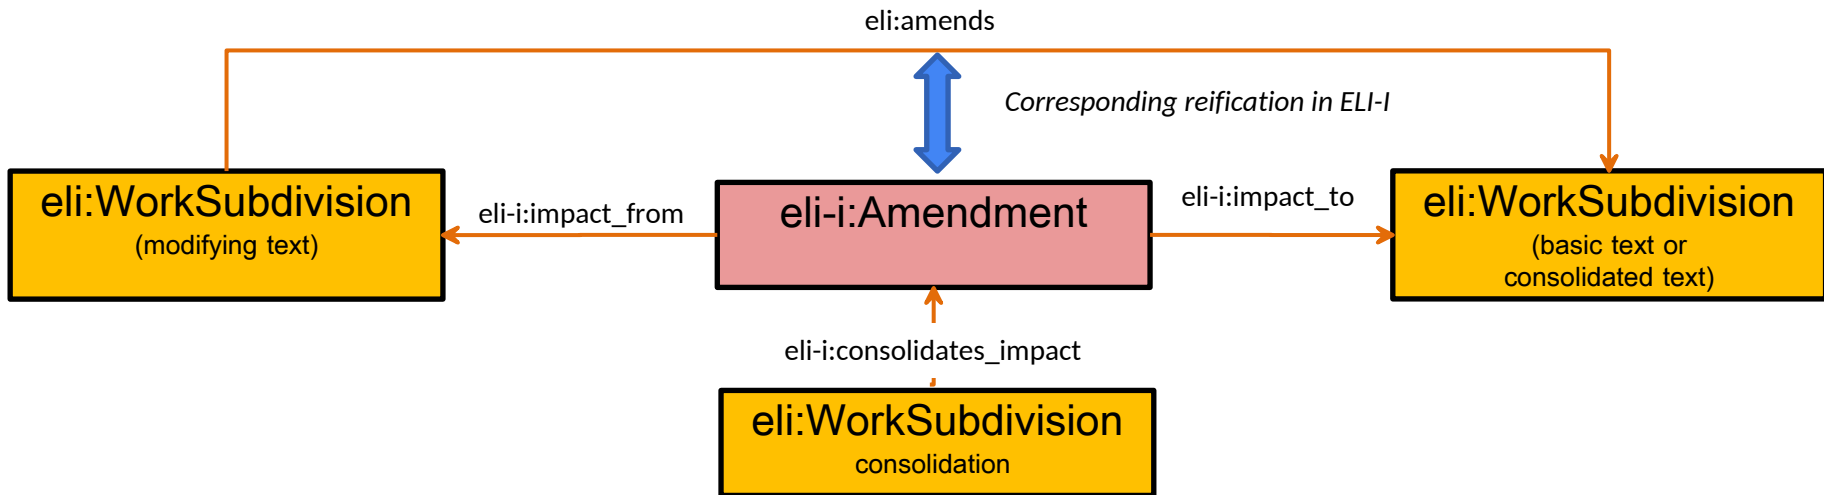 eli:amends
Corresponding reification in ELI-I
eli:WorkSubdivision
(modifying text)
eli-i:impact_from
eli-i:Amendment
eli-i:impact_to
eli:WorkSubdivision
(basic text or
consolidated text)
eli-i:consolidates_impact
eli:WorkSubdivision
consolidation